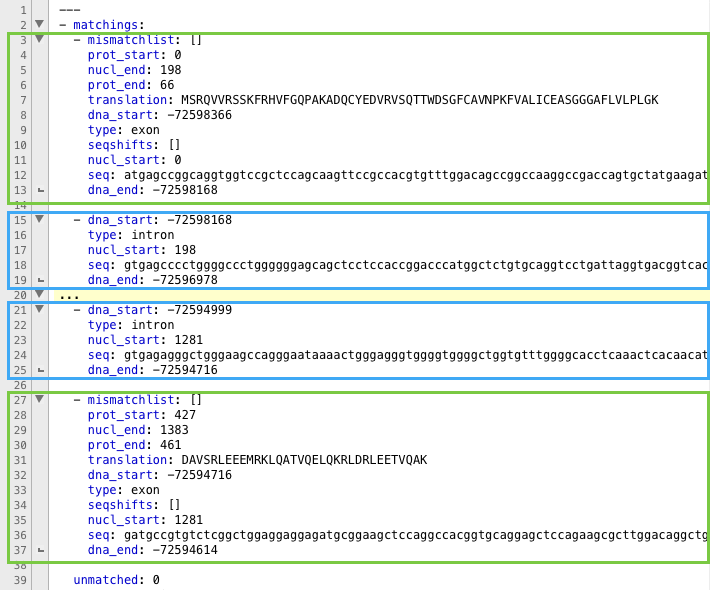 1 ---
2 - matchings:
3 - mismatchlist: []
4 prot_start: 0
5 nucl_end: 198
6 prot_end: 66
7 translation: MSRQVVRSSKFRHVFGQPAKADQCYEDVRVSQTTWDSGFCAVNPKFVALICEASGGGAFLVLPLGK
8 dna_start: -72598366
9 type: exon
10 seqshifts: []
11 nucl_start: 0
12 seq: atgagccggcaggtggtccgctccagcaagttccgccacgtgtttggacagccggccaaggccgaccagtgctatgaagat
13 dna_end: -72598168
14
15 - dna_start: -72598168
16 type: intron
17 nucl_start: 198
18 seq: gtgagcccctggggccctggggggagcagctcctccaccggacccatggctctgtgcaggtcctgattaggtgacggtcac
19 dna_end: -72596978
20 ...
21 - dna_start: -72594999
22 type: intron
23 nucl_start: 1281
24 seq: gtgagagggctgggaagccagggaataaaactgggagggtggggtggggctggtgtttggggcacctcaaactcacaacat
25 dna_end: -72594716
26
27 - mismatchlist: []
28 prot_start: 427
29 nucl_end: 1383
30 prot_end: 461
31 translation: DAVSRLEEEMRKLQATVQELQKRLDRLEETVQAK
32 dna_start: -72594716
33 type: exon
34 seqshifts: []
35 nucl_start: 1281
36 seq: gatgccgtgtctcggctggaggaggagatgcggaagctccaggccacggtgcaggagctccagaagcgcttggacaggctg
37 dna_end: -72594614
38
39 unmatched: 0